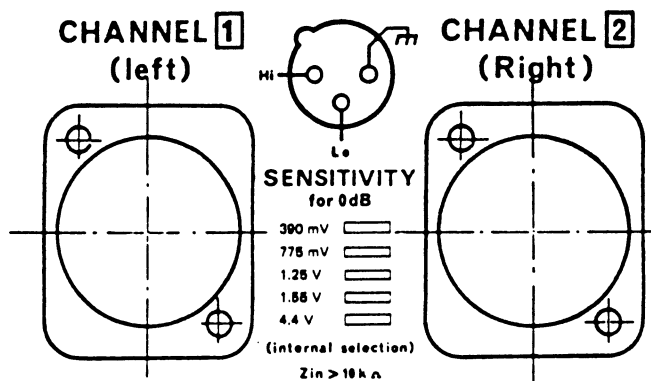 CHANNEL 1
(left)
Hi
Lo
CHANNEL 2
(Right)
SENSITIVITY
for 0dB
390 mV
775 mV
1.25 V
1.55 V
4.4 V
(internal selection)
Zin > 10 k Ω